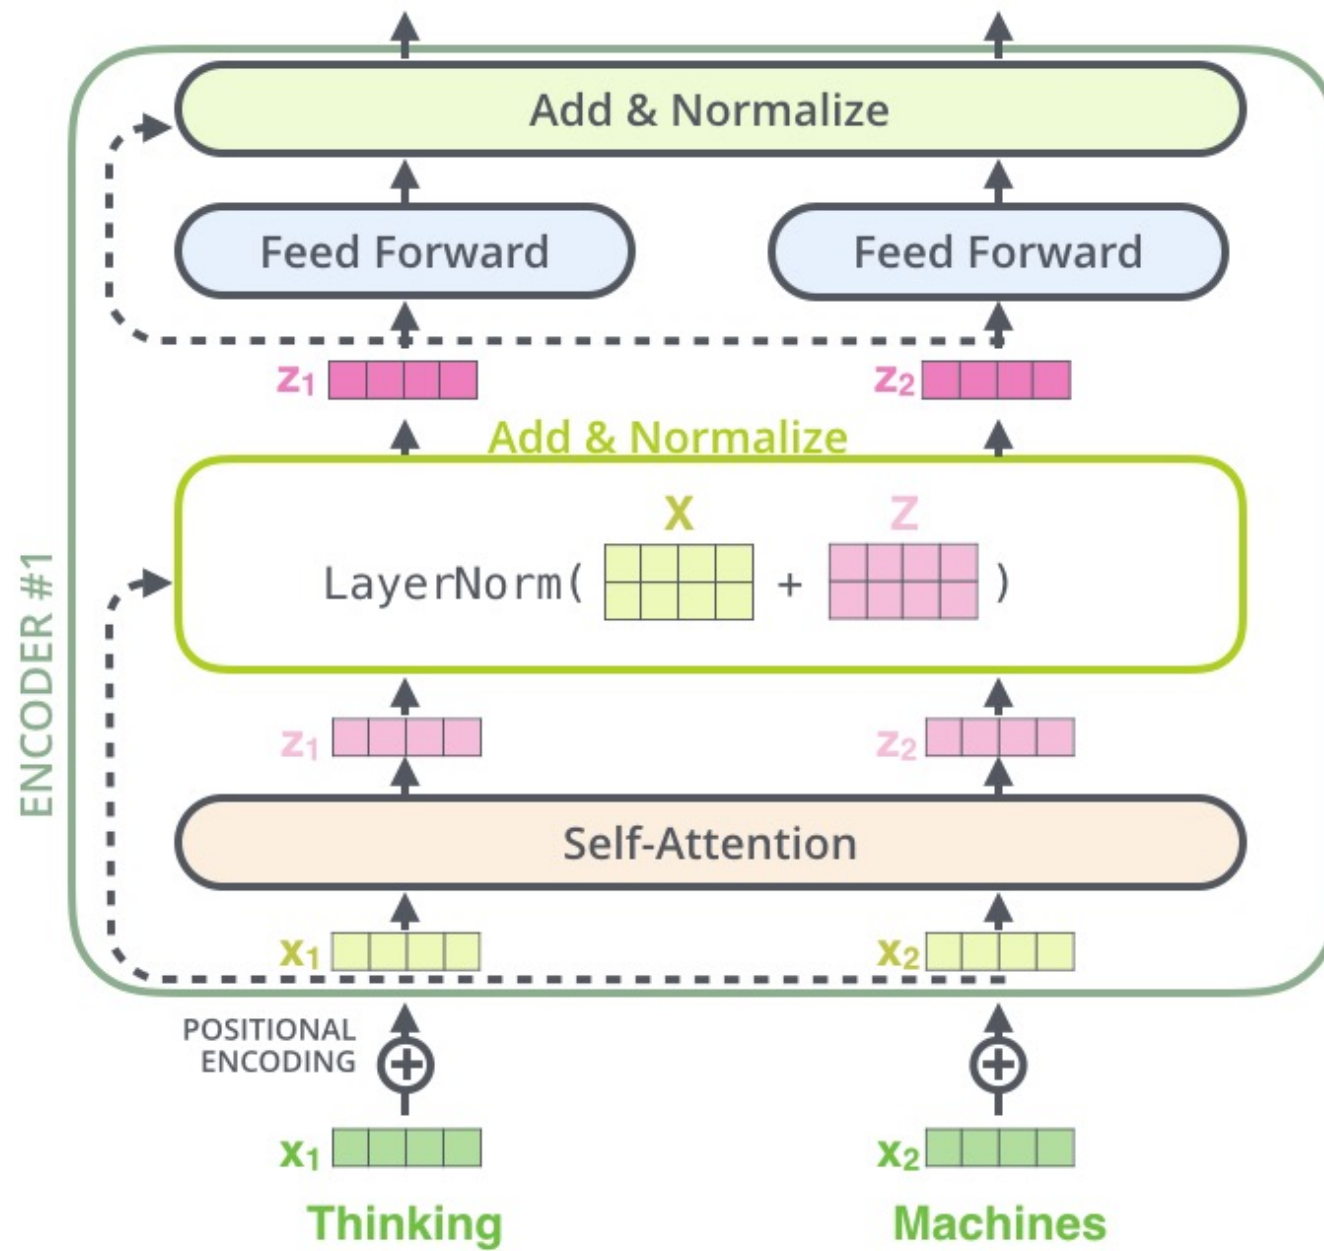 Add & Normalize
Feed Forward
Feed Forward
z1
z2
Add & Normalize
X
Z
LayerNorm(
+
)
ENCODER #1
z1
z2
Self-Attention
x1
x2
POSITIONAL
ENCODING
x1
x2
Thinking
Machines